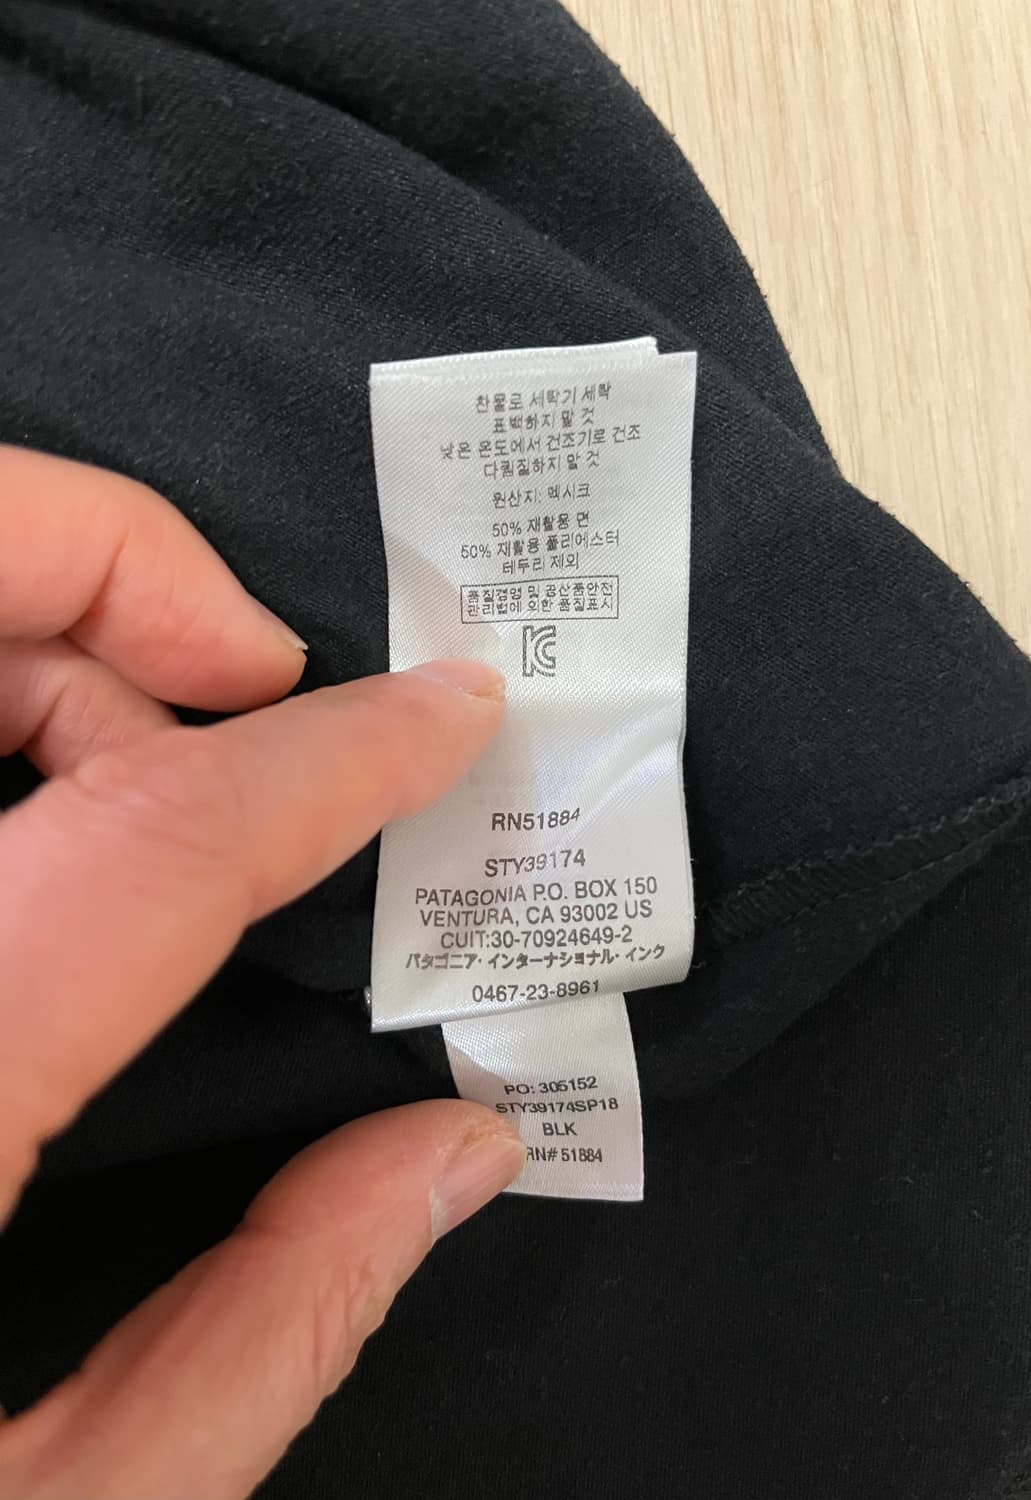 찬물로 세탁기 세탁
표백하지 말 것
낮은 온도에서 건조기로 건조
다림질하지 말 것
원산지: 멕시크
50% 재활용 면
50% 재활용 폴리에스터
테두리 제외
품질경영 및 공산품안전
관리법에 의한 품질표시
KC
RN51884
STY39174
PATAGONIA P.O. BOX 150
VENTURA, CA 93002 US
CUIT:30-70924649-2
パタゴニア・インターナショナル・インク
0467-23-8961
PO: 305152
STY39174SP18
BLK
RN# 51884